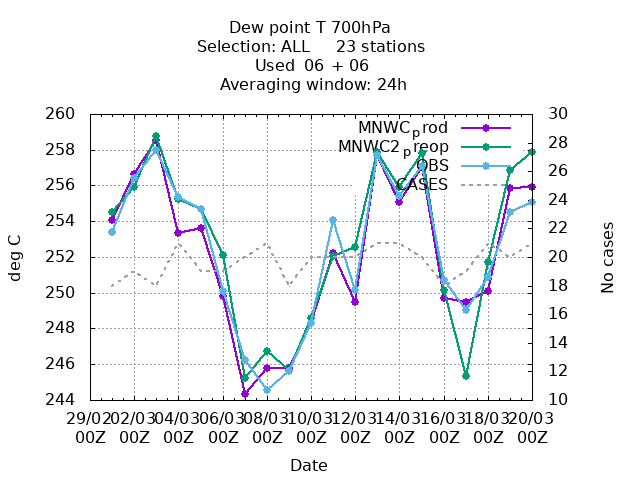 Dew point T 700hPa
Selection: ALL 23 stations
Used 06 + 06
Averaging window: 24h
260 30
MNWCprod
258 28
MNWC2preop
OBS
26
256 CASES
24
254 22
252 20
250 18
248 16
14
246 12
244 10
deg C
No cases
29/02 02/03 04/03 06/03 08/03 10/03 12/03 14/03 16/03 18/03 20/03
00Z 00Z 00Z 00Z 00Z 00Z 00Z 00Z 00Z 00Z 00Z
Date